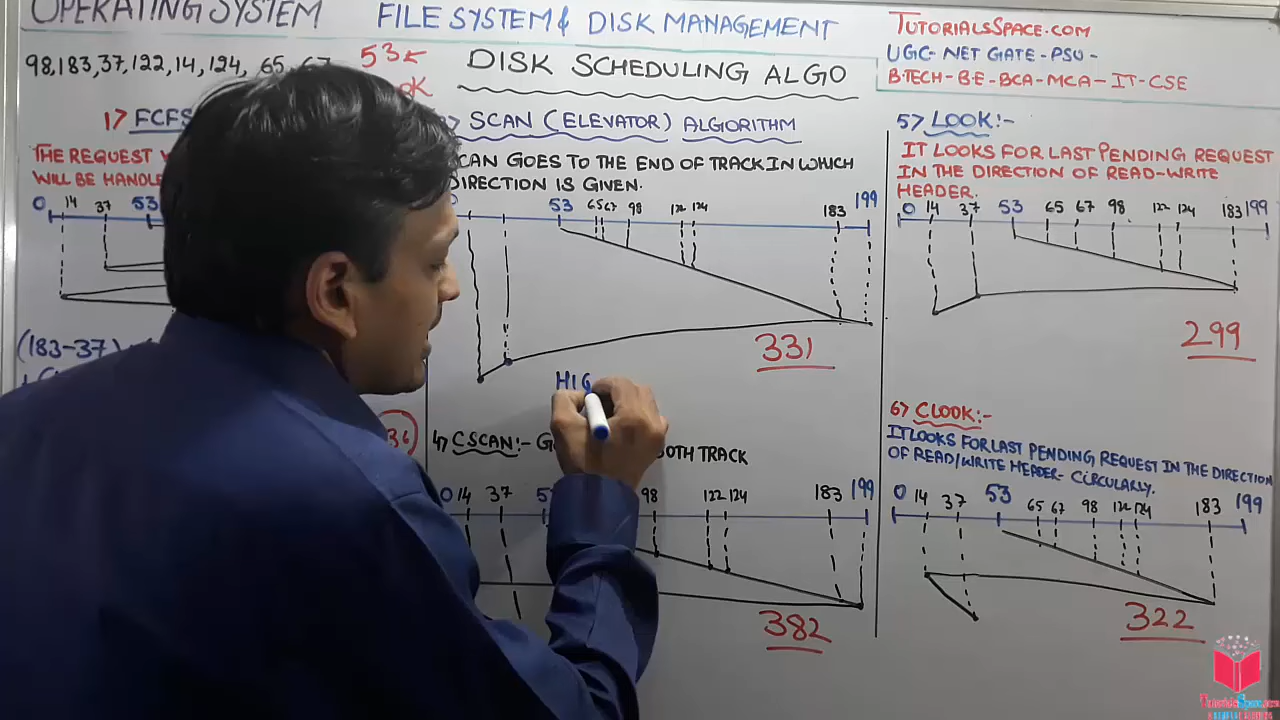 OPERATING SYSTEM
FILE SYSTEM & DISK MANAGEMENT
TUTORIALSSPACE.COM
UGC-NET GATE-PSU-
B.TECH-B.E-BCA-MCA-IT-CSE
98,183,37,122,14,124, 65, 67
53
DISK SCHEDULING ALGO
1) FCFS
THE REQUEST
WILL BE HANDLE
0 14 37 53
(183-37)
SCAN (ELEVATOR) ALGORITHM
SCAN GOES TO THE END OF TRACK IN WHICH
DIRECTION IS GIVEN.
53 65 67 98 122 124 183 199
331
HIG
4) CSCAN:-
BOTH TRACK
0 14 37 98 122 124 183 199
382
5) LOOK:-
IT LOOKS FOR LAST PENDING REQUEST
IN THE DIRECTION OF READ-WRITE
HEADER.
0 14 37 53 65 67 98 122 124 183 199
299
6) CLOOK:-
IT LOOKS FOR LAST PENDING REQUEST IN THE DIRECTION
OF READ/WRITE HEADER- CIRCULARLY.
0 14 37 53 65 67 98 122 124 183 199
322
TutorialsSpace.com